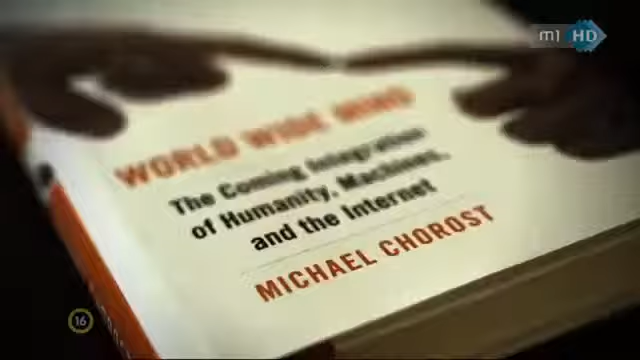 m1 HD
WORLD WIDE MIND
The Coming Integration
of Humanity, Machines,
and the Internet
MICHAEL CHOROST
16